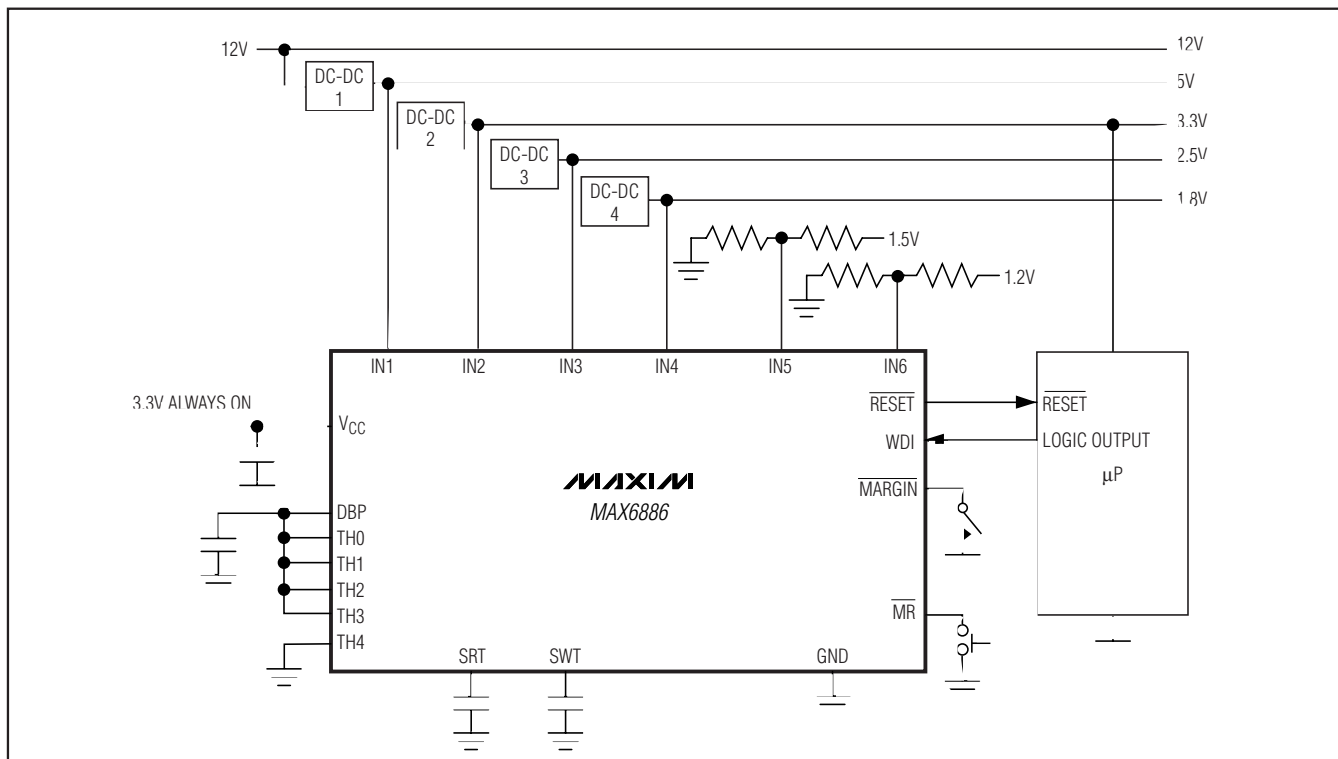 12V
12V
DC-DC
1
5V
DC-DC
2
3.3V
DC-DC
3
2.5V
DC-DC
4
1.8V
1.5V
1.2V
IN1 IN2 IN3 IN4 IN5 IN6
3.3V ALWAYS ON
VCC
RESET
RESET
WDI
LOGIC OUTPUT
μP
MAXIM
MAX6886
MARGIN
DBP
TH0
TH1
TH2
TH3
TH4
MR
SRT SWT GND